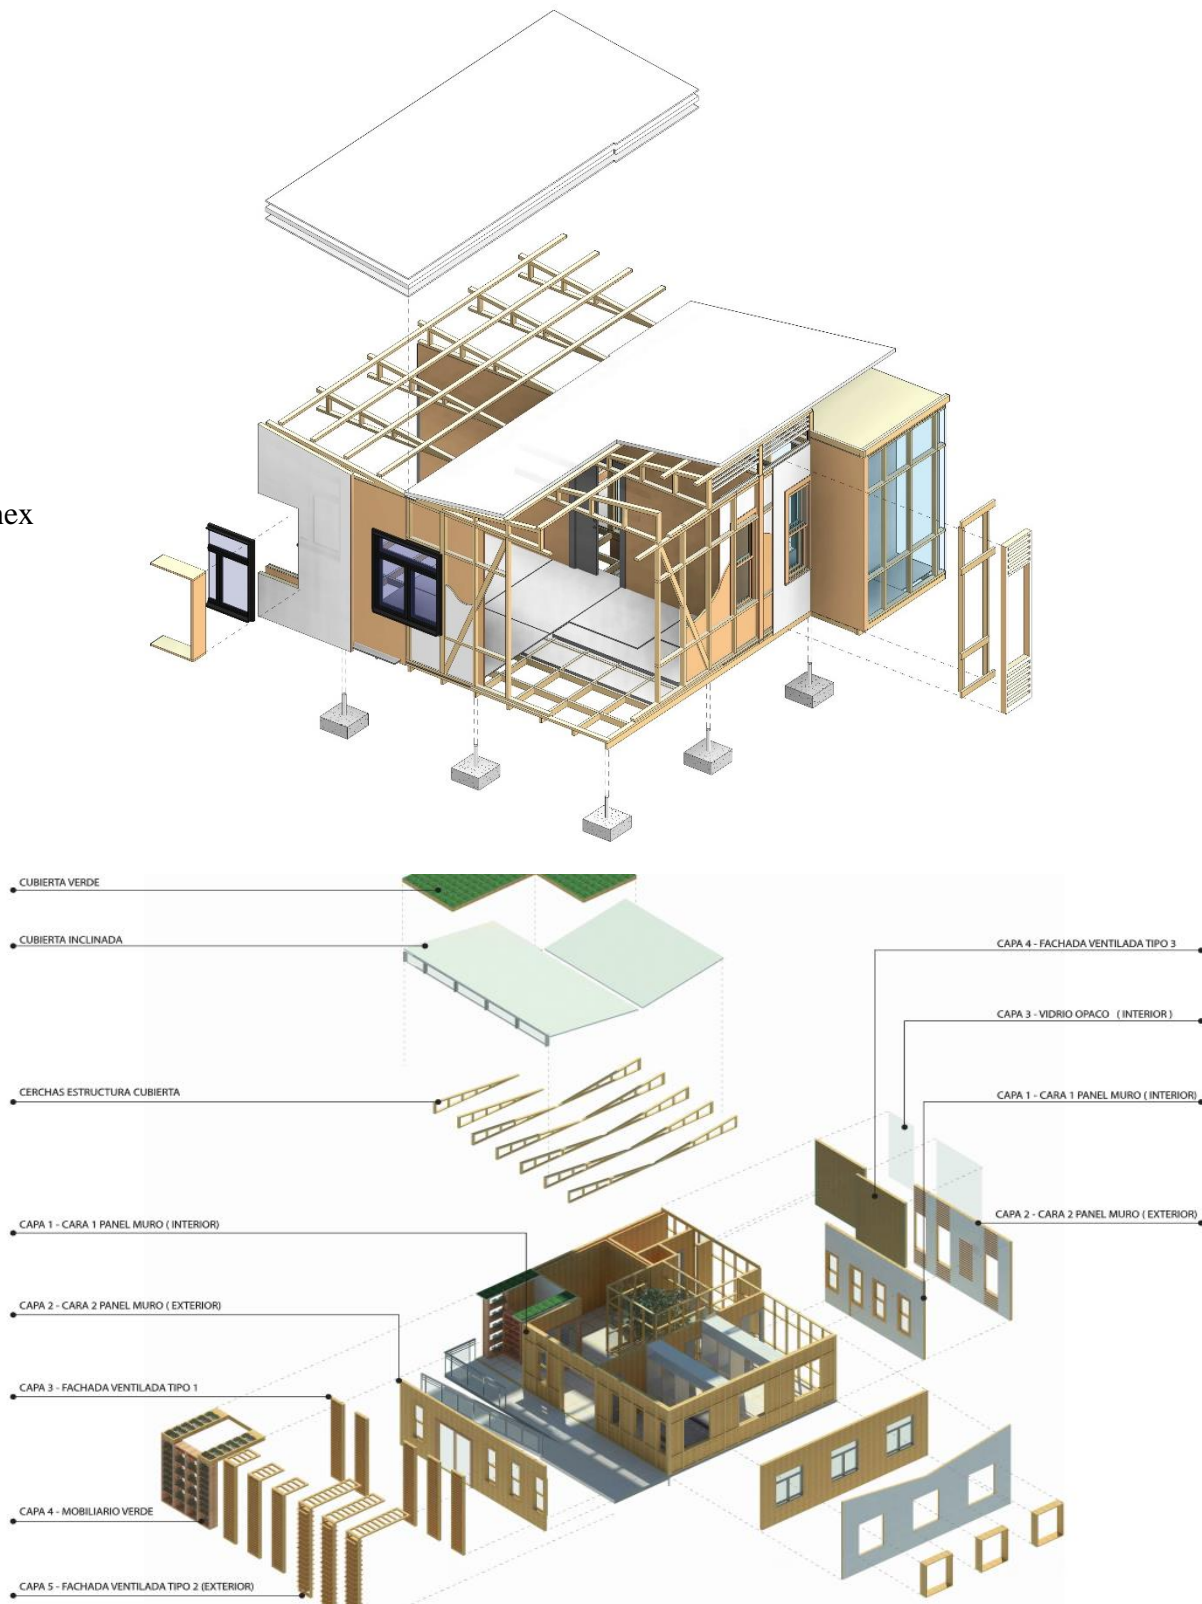 nex
CUBIERTA VERDE
CUBIERTA INCLINADA
CERCHAS ESTRUCTURA CUBIERTA
CAPA 1 - CARA 1 PANEL MURO ( INTERIOR)
CAPA 2 - CARA 2 PANEL MURO ( EXTERIOR)
CAPA 3 - FACHADA VENTILADA TIPO 1
CAPA 4 - MOBILIARIO VERDE
CAPA 5 - FACHADA VENTILADA TIPO 2 (EXTERIOR)
CAPA 4 - FACHADA VENTILADA TIPO 3
CAPA 3 - VIDRIO OPACO ( INTERIOR )
CAPA 1 - CARA 1 PANEL MURO ( INTERIOR)
CAPA 2 - CARA 2 PANEL MURO ( EXTERIOR)